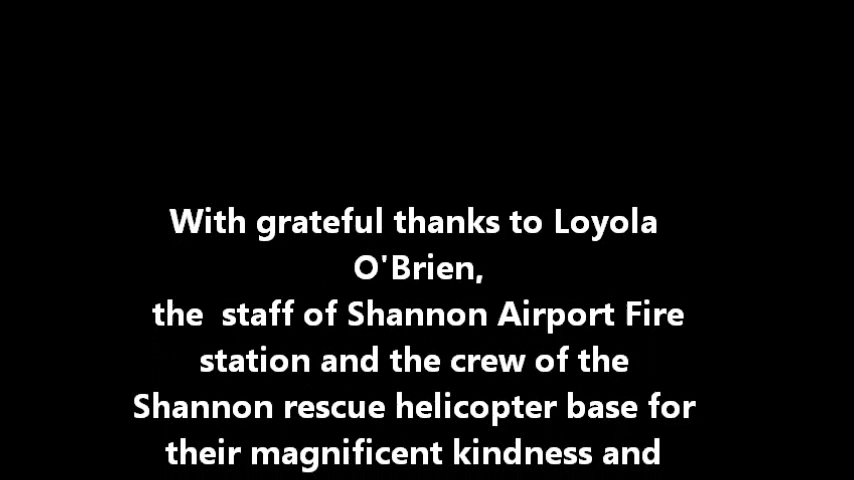 With grateful thanks to Loyola
O'Brien,
the  staff of Shannon Airport Fire
station and the crew of the
Shannon rescue helicopter base for
their magnificent kindness and